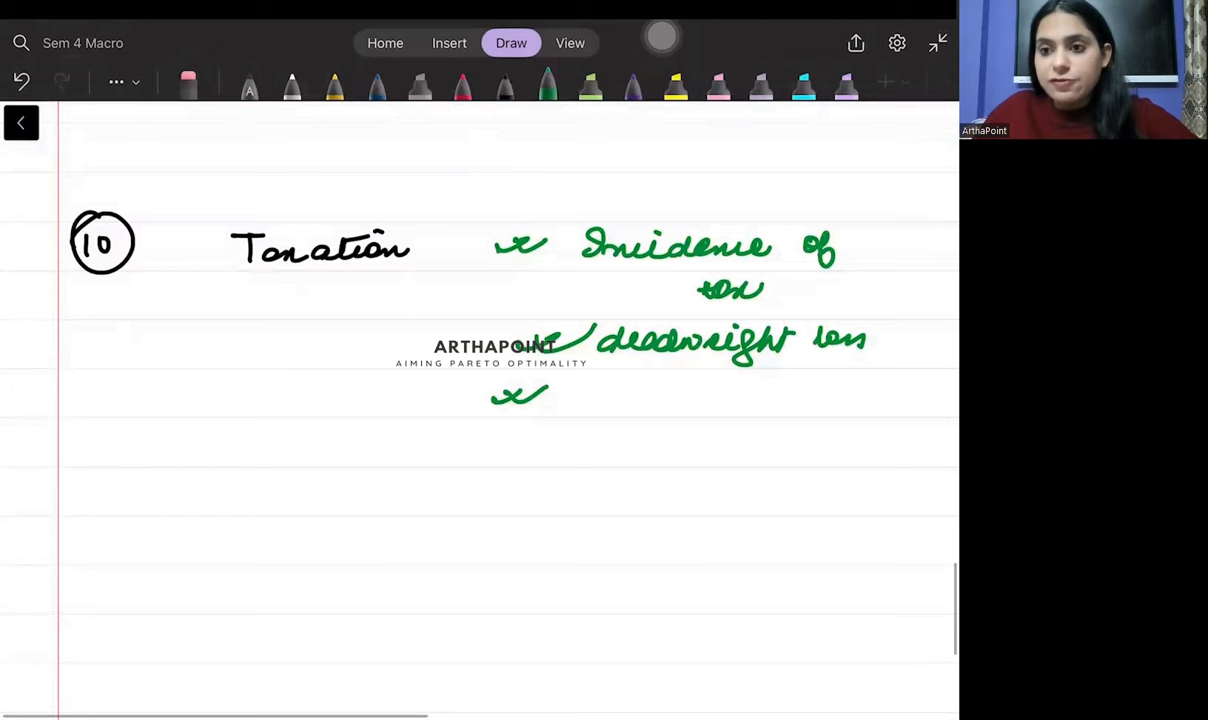 Sem 4 Macro
Home Insert Draw View
A
ArthaPoint
10 Taxation Incidence of
tax
deadweight loss
ARTHAPOINT
AIMING PARETO OPTIMALITY